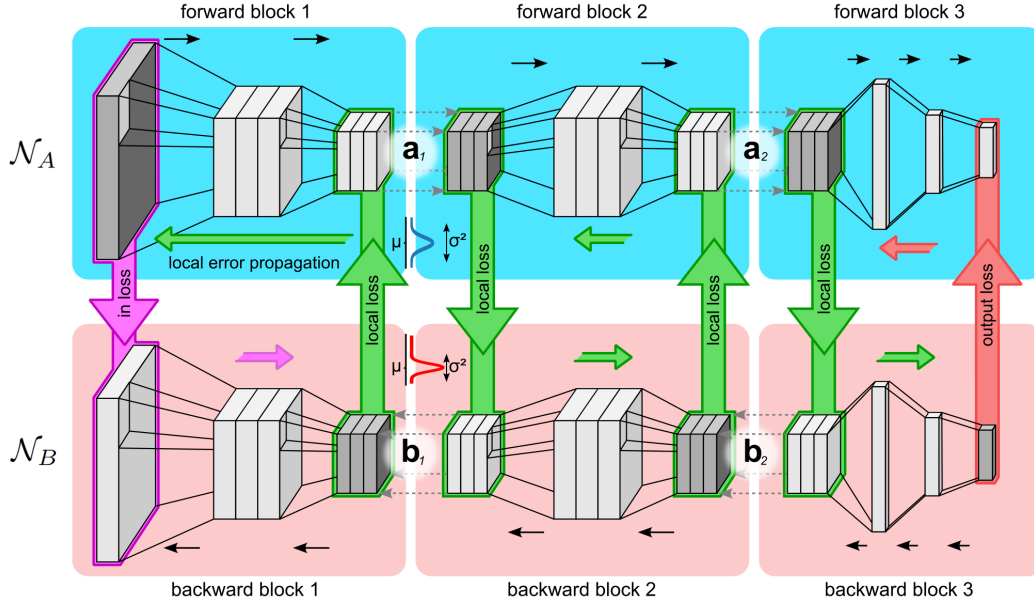 forward block 1
forward block 2
forward block 3
𝒩_A
a₁
a₂
μ
σ²
local error propagation
in loss
local loss
local loss
local loss
local loss
output loss
μ
σ²
𝒩_B
b₁
b₂
backward block 1
backward block 2
backward block 3